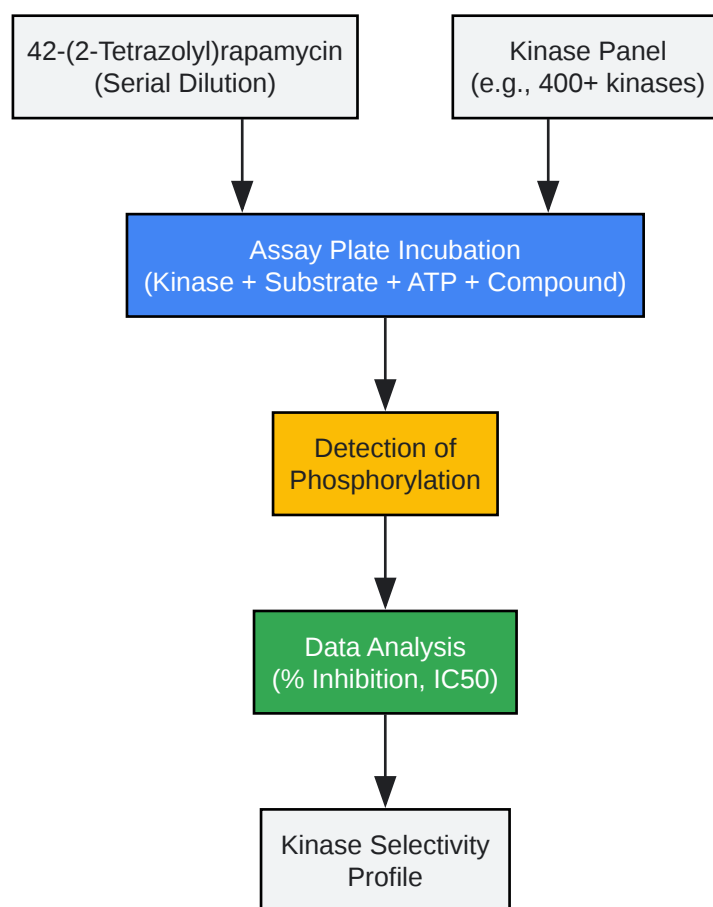 42-(2-Tetrazolyl)rapamycin
(Serial Dilution)
Kinase Panel
(e.g., 400+ kinases)
Assay Plate Incubation
(Kinase + Substrate + ATP + Compound)
Detection of
Phosphorylation
Data Analysis
(% Inhibition, IC50)
Kinase Selectivity
Profile